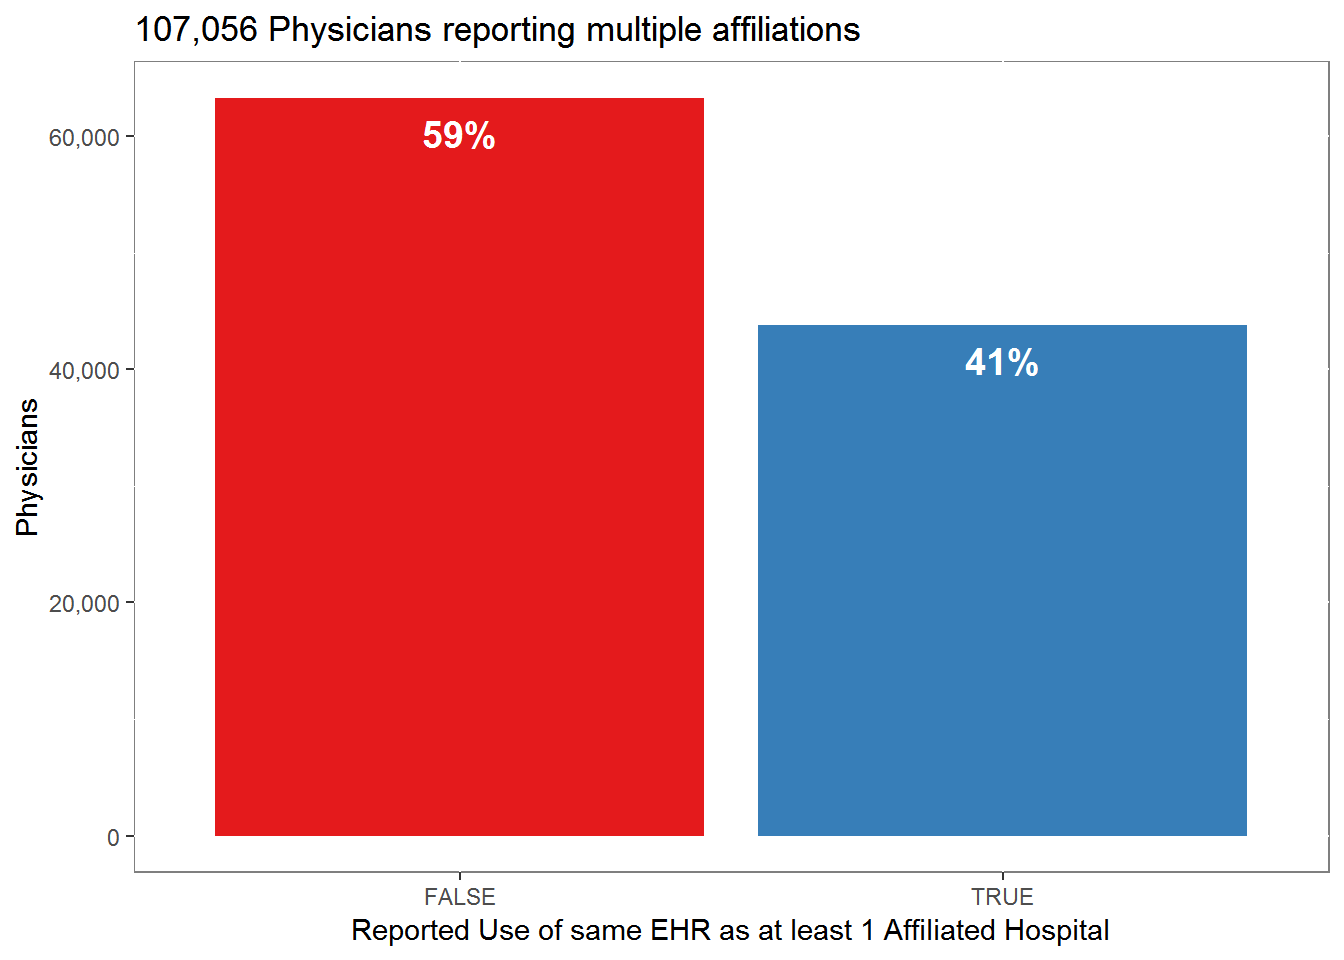 107,056 Physicians reporting multiple affiliations
60,000
40,000
20,000
0
Physicians
59%
41%
FALSE
TRUE
Reported Use of same EHR as at least 1 Affiliated Hospital